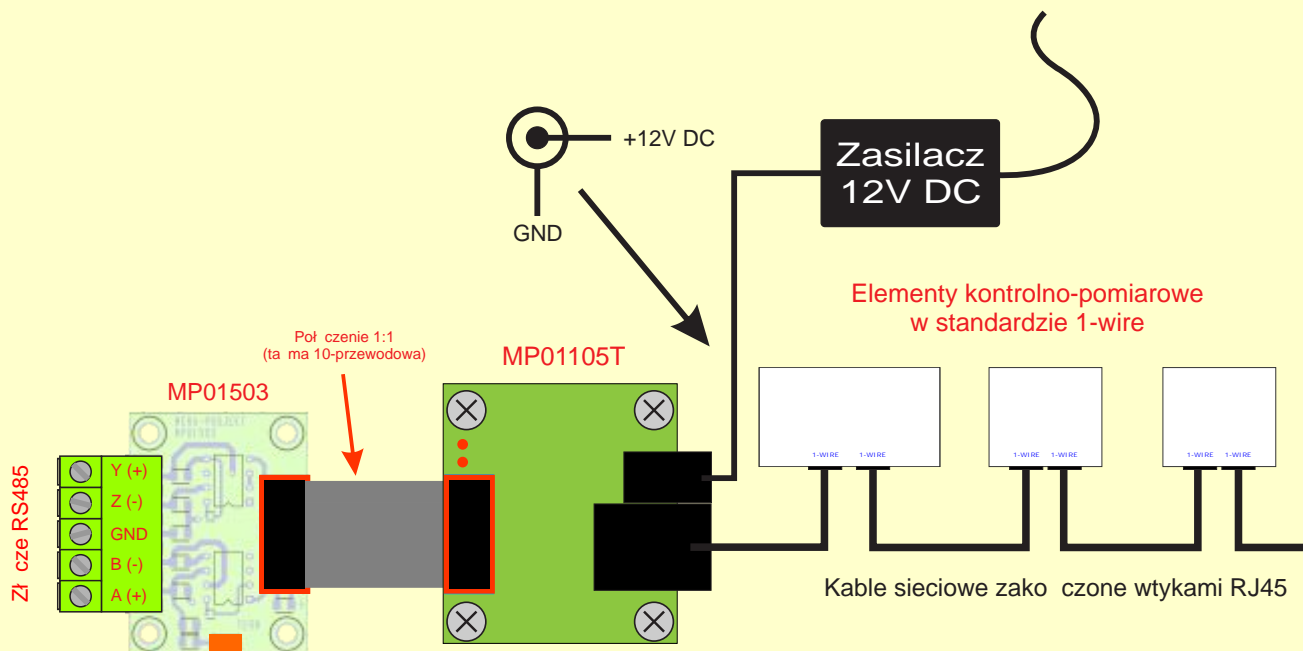 +12V DC
GND
Zasilacz
12V DC
Elementy kontrolno-pomiarowe
w standardzie 1-wire
Poł czenie 1:1
(ta ma 10-przewodowa)
MP01105T
MP01503
Zł cze RS485
Y (+)
Z (-)
GND
B (-)
A (+)
1-WIRE 1-WIRE
1-WIRE 1-WIRE
1-WIRE 1-WIRE
Kable sieciowe zako czone wtykami RJ45